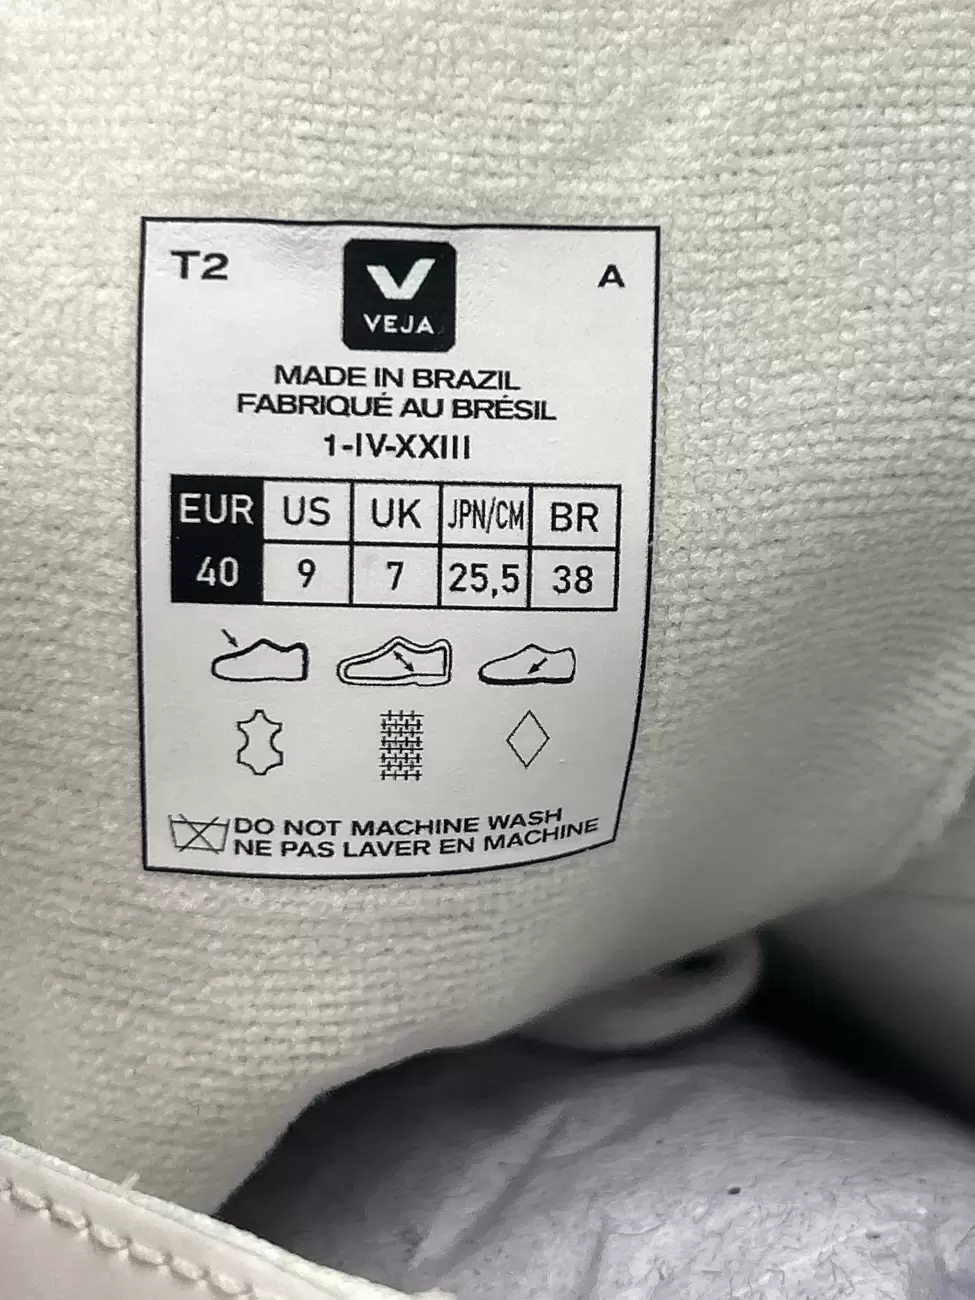 T2
A
VEJA
MADE IN BRAZIL
FABRIQUÉ AU BRÉSIL
1-IV-XXIII
EUR US UK JPN/CM BR
40 9 7 25,5 38
DO NOT MACHINE WASH
NE PAS LAVER EN MACHINE